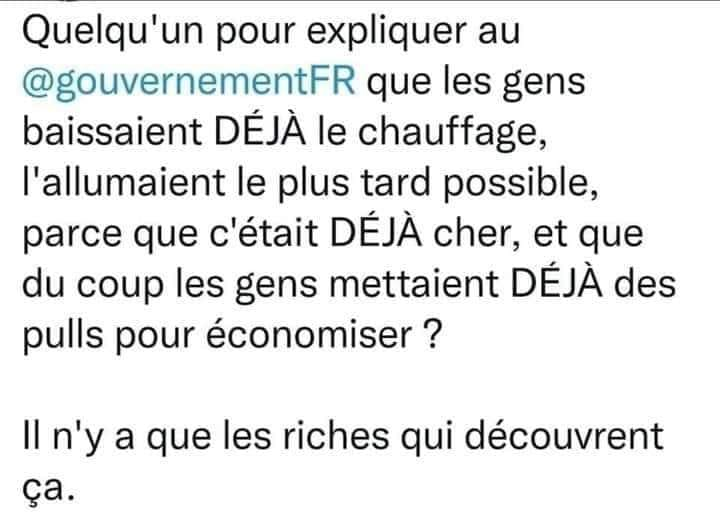 Quelqu'un pour expliquer au
@gouvernementFR que les gens
baissaient DÉJÀ le chauffage,
l'allumaient le plus tard possible,
parce que c'était DÉJÀ cher, et que
du coup les gens mettaient DÉJÀ des
pulls pour économiser ?
Il n'y a que les riches qui découvrent
ça.